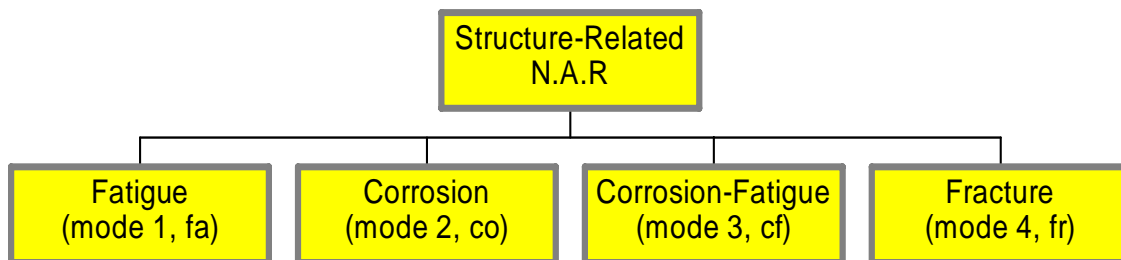 Structure-Related
N.A.R
Fatigue
(mode 1, fa)
Corrosion
(mode 2, co)
Corrosion-Fatigue
(mode 3, cf)
Fracture
(mode 4, fr)